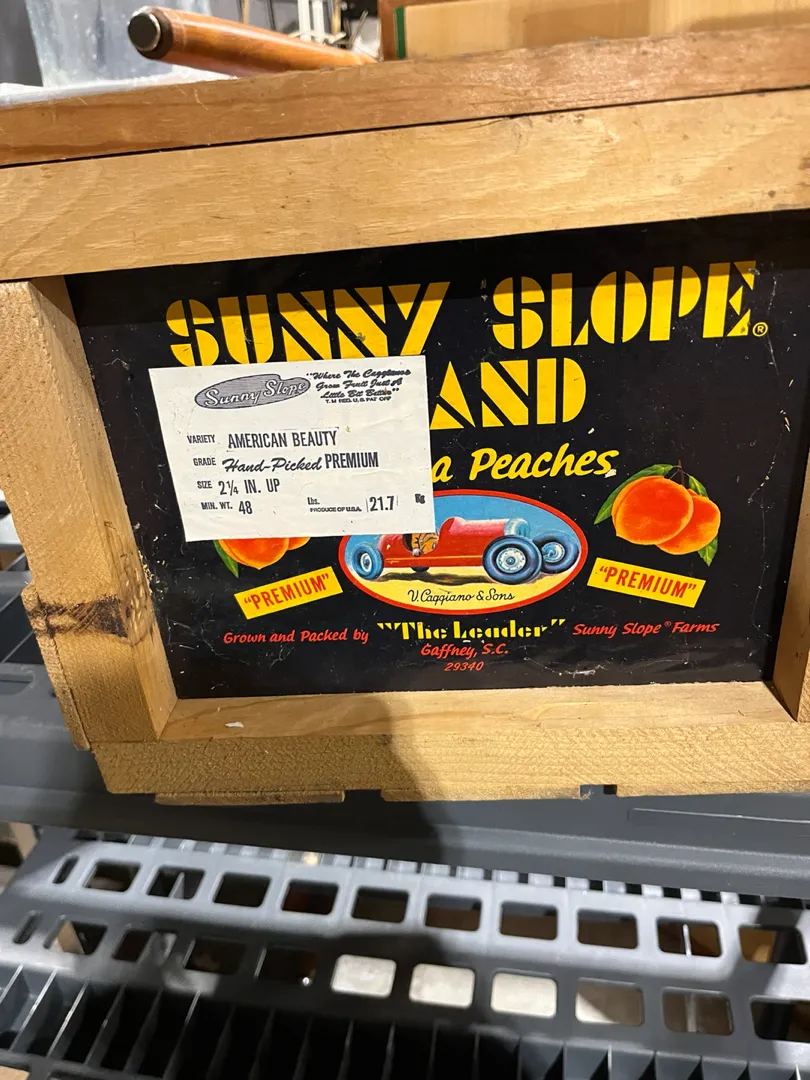 SUNNY SLOPE®
AND
a Peaches
Sunny Slope
"Where The Caggianos
Grow Fruit Just A
Little Bit Better"
T.M REG. U.S. PAT OFF
VARIETY AMERICAN BEAUTY
GRADE Hand-Picked PREMIUM
SIZE 2¼ IN. UP
MIN. WT. 48 Lbs. PRODUCE OF U.S.A. 21.7 Kg
"PREMIUM"
V. Caggiano & Sons
"PREMIUM"
Grown and Packed by "The Leader" Sunny Slope® Farms
Gaffney, S.C.
29340